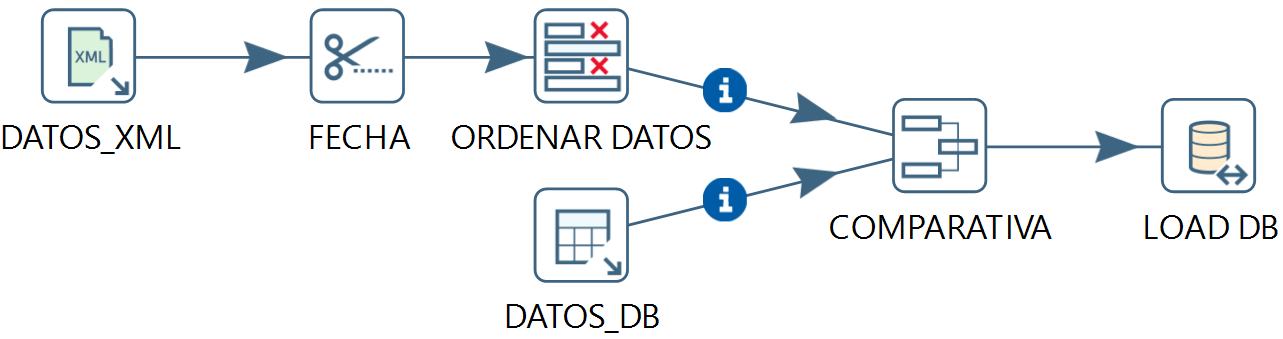 XML
DATOS_XML
FECHA
ORDENAR DATOS
i
i
DATOS_DB
COMPARATIVA
LOAD DB